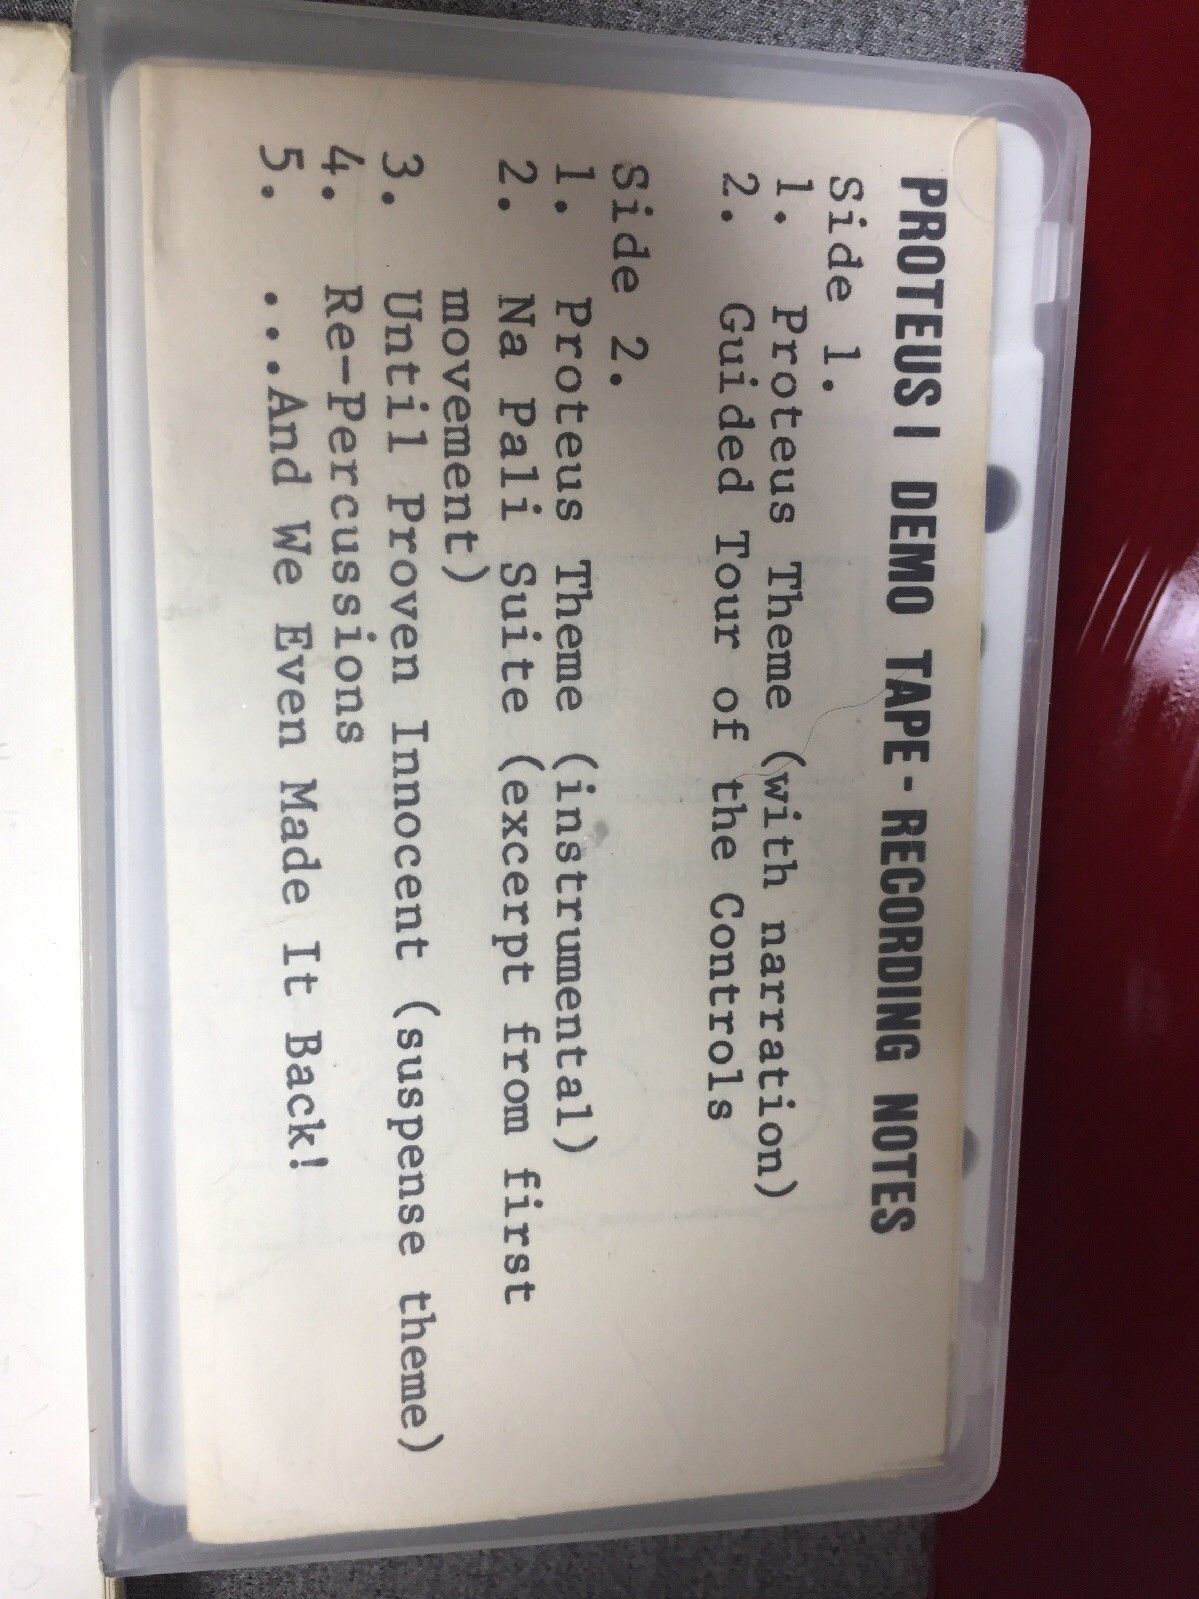 PROTEUS I DEMO TAPE - RECORDING NOTES
Side 1.
1. Proteus Theme (with narration)
2. Guided Tour of the Controls
Side 2.
1. Proteus Theme (instrumental)
2. Na Pali Suite (excerpt from first
movement)
3. Until Proven Innocent (suspense theme)
4. Re-Percussions
5. ...And We Even Made It Back!